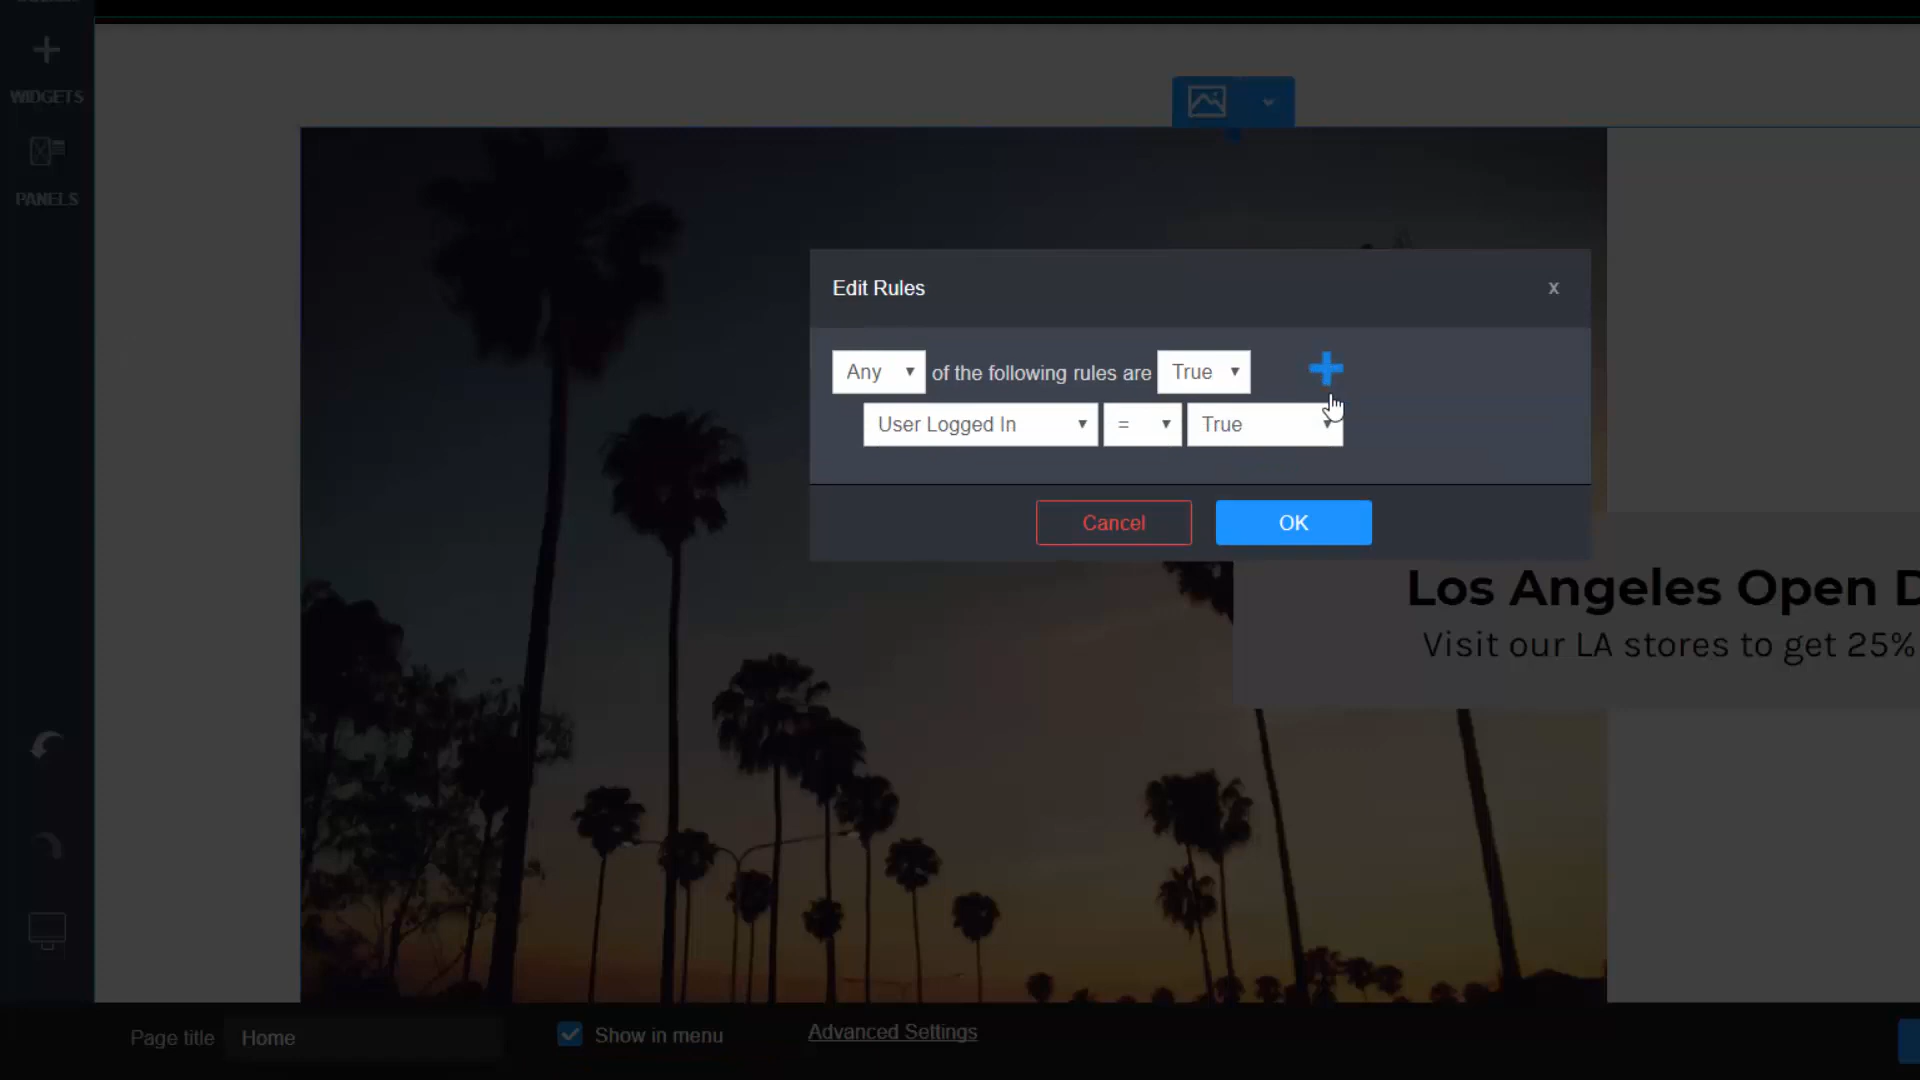 WIDGETS
PANELS
Edit Rules
x
Any of the following rules are True
User Logged In = True
Cancel
OK
Los Angeles Open D
Visit our LA stores to get 25%
Page title Home
Show in menu
Advanced Settings